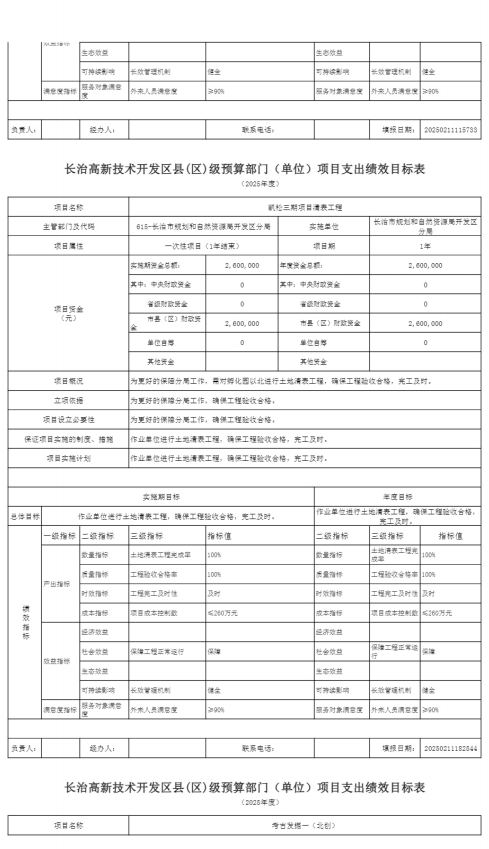 生态效益 生态效益
可持续影响 长效管理机制 健全 可持续影响 长效管理机制 健全
满意度指标 服务对象满意度 外来人员满意度 ≥90% 服务对象满意度 外来人员满意度 ≥90%
负责人： 经办人： 联系电话： 填报日期： 20250211115733
长治高新技术开发区县(区)级预算部门（单位）项目支出绩效目标表
（2025年度）
项目名称 凯松三期项目清表工程
主管部门及代码 615-长治市规划和自然资源局开发区分局 实施单位 长治市规划和自然资源局开发区分局
项目属性 一次性项目（1年结束） 项目期 1年
项目资金（元） 实施期资金总额： 2,600,000 年度资金总额： 2,600,000
其中：中央财政资金 0 其中：中央财政资金 0
省级财政资金 0 省级财政资金 0
市县（区）财政资金 2,600,000 市县（区）财政资金 2,600,000
单位自筹 0 单位自筹 0
其他资金 其他资金
项目概况 为更好的保障分局工作，需对孵化园以北进行土地清表工程，确保工程验收合格，完工及时。
立项依据 为更好的保障分局工作，确保工程验收合格。
项目设立必要性 为更好的保障分局工作，确保工程验收合格。
保证项目实施的制度、措施 作业单位进行土地清表工程，确保工程验收合格，完工及时。
项目实施计划 作业单位进行土地清表工程，确保工程验收合格，完工及时。
实施期目标 年度目标
总体目标 作业单位进行土地清表工程，确保工程验收合格，完工及时。 作业单位进行土地清表工程，确保工程验收合格，完工及时。
绩效指标 一级指标 二级指标 三级指标 指标值 二级指标 三级指标 指标值
产出指标 数量指标 土地清表工程完成率 100% 数量指标 土地清表工程完成率 100%
质量指标 工程验收合格率 100% 质量指标 工程验收合格率 100%
时效指标 工程完工及时性 及时 时效指标 工程完工及时性 及时
成本指标 项目成本控制数 ≤260万元 成本指标 项目成本控制数 ≤260万元
效益指标 经济效益 经济效益
社会效益 保障工程正常运行 保障 社会效益 保障工程正常运行 保障
生态效益 生态效益
可持续影响 长效管理机制 健全 可持续影响 长效管理机制 健全
满意度指标 服务对象满意度 外来人员满意度 ≥90% 服务对象满意度 外来人员满意度 ≥90%
负责人： 经办人： 联系电话： 填报日期： 20250211182544
长治高新技术开发区县(区)级预算部门（单位）项目支出绩效目标表
（2025年度）
项目名称 考古发掘一（北创）